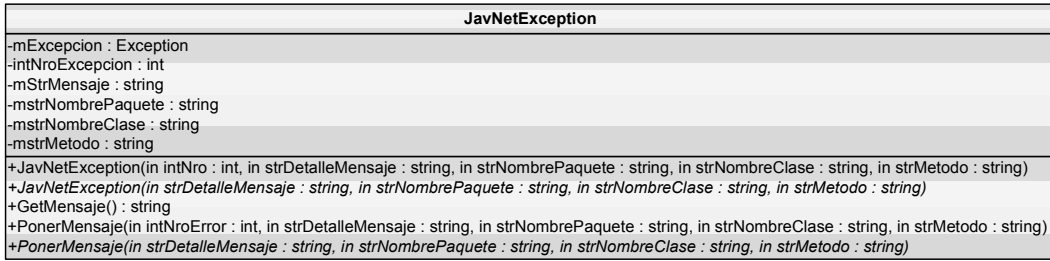 JavNetException
-mExcepcion : Exception
-intNroExcepcion : int
-mStrMensaje : string
-mstrNombrePaquete : string
-mstrNombreClase : string
-mstrMetodo : string
+JavNetException(in intNro : int, in strDetalleMensaje : string, in strNombrePaquete : string, in strNombreClase : string, in strMetodo : string)
+JavNetException(in strDetalleMensaje : string, in strNombrePaquete : string, in strNombreClase : string, in strMetodo : string)
+GetMensaje() : string
+PonerMensaje(in intNroError : int, in strDetalleMensaje : string, in strNombrePaquete : string, in strNombreClase : string, in strMetodo : string)
+PonerMensaje(in strDetalleMensaje : string, in strNombrePaquete : string, in strNombreClase : string, in strMetodo : string)